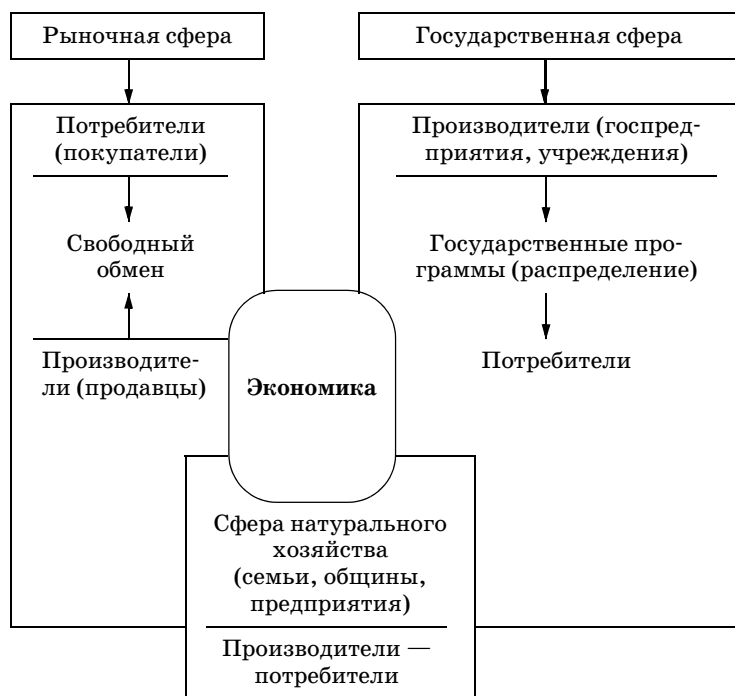 Рыночная сфера
Государственная сфера
Потребители
(покупатели)
Свободный
обмен
Производите-
ли (продавцы)
Производители (госпред-
приятия, учреждения)
Государственные про-
граммы (распределение)
Потребители
Экономика
Сфера натурального
хозяйства
(семьи, общины,
предприятия)
Производители —
потребители